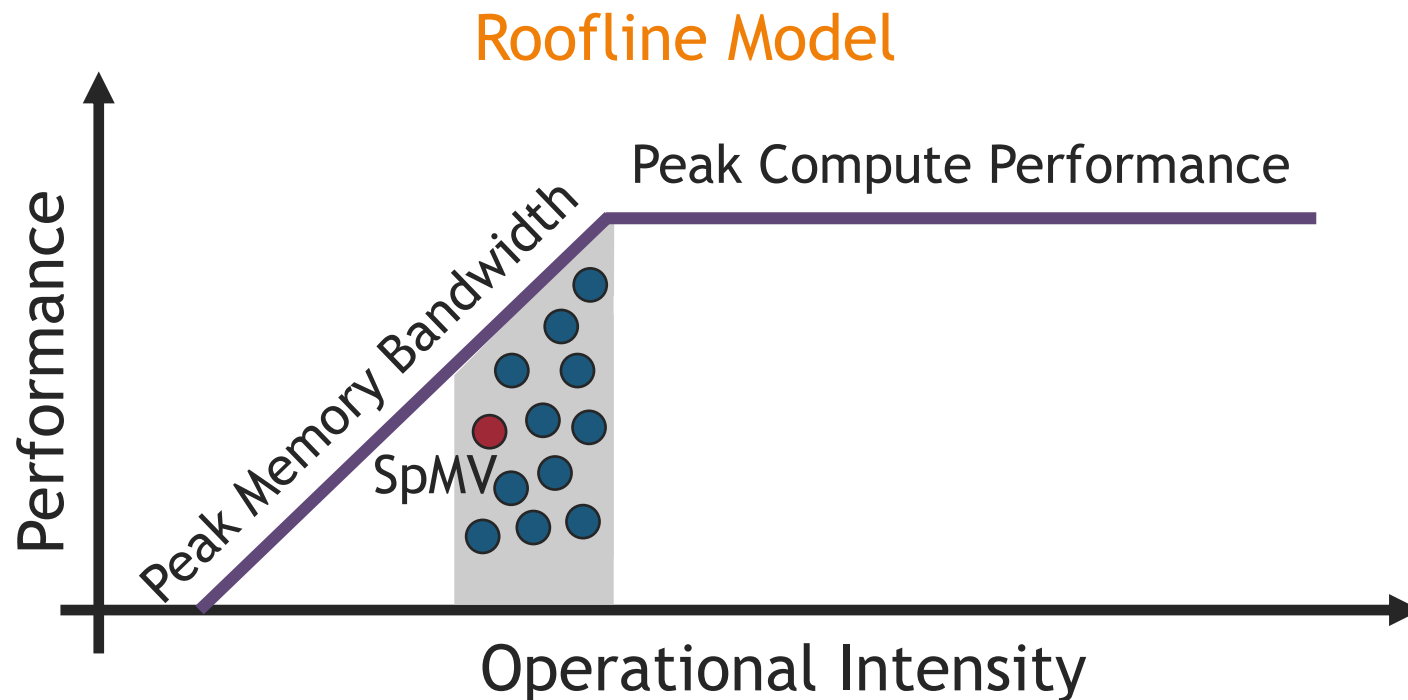 Roofline Model
Peak Compute Performance
Peak Memory Bandwidth
Performance
SpMV
Operational Intensity